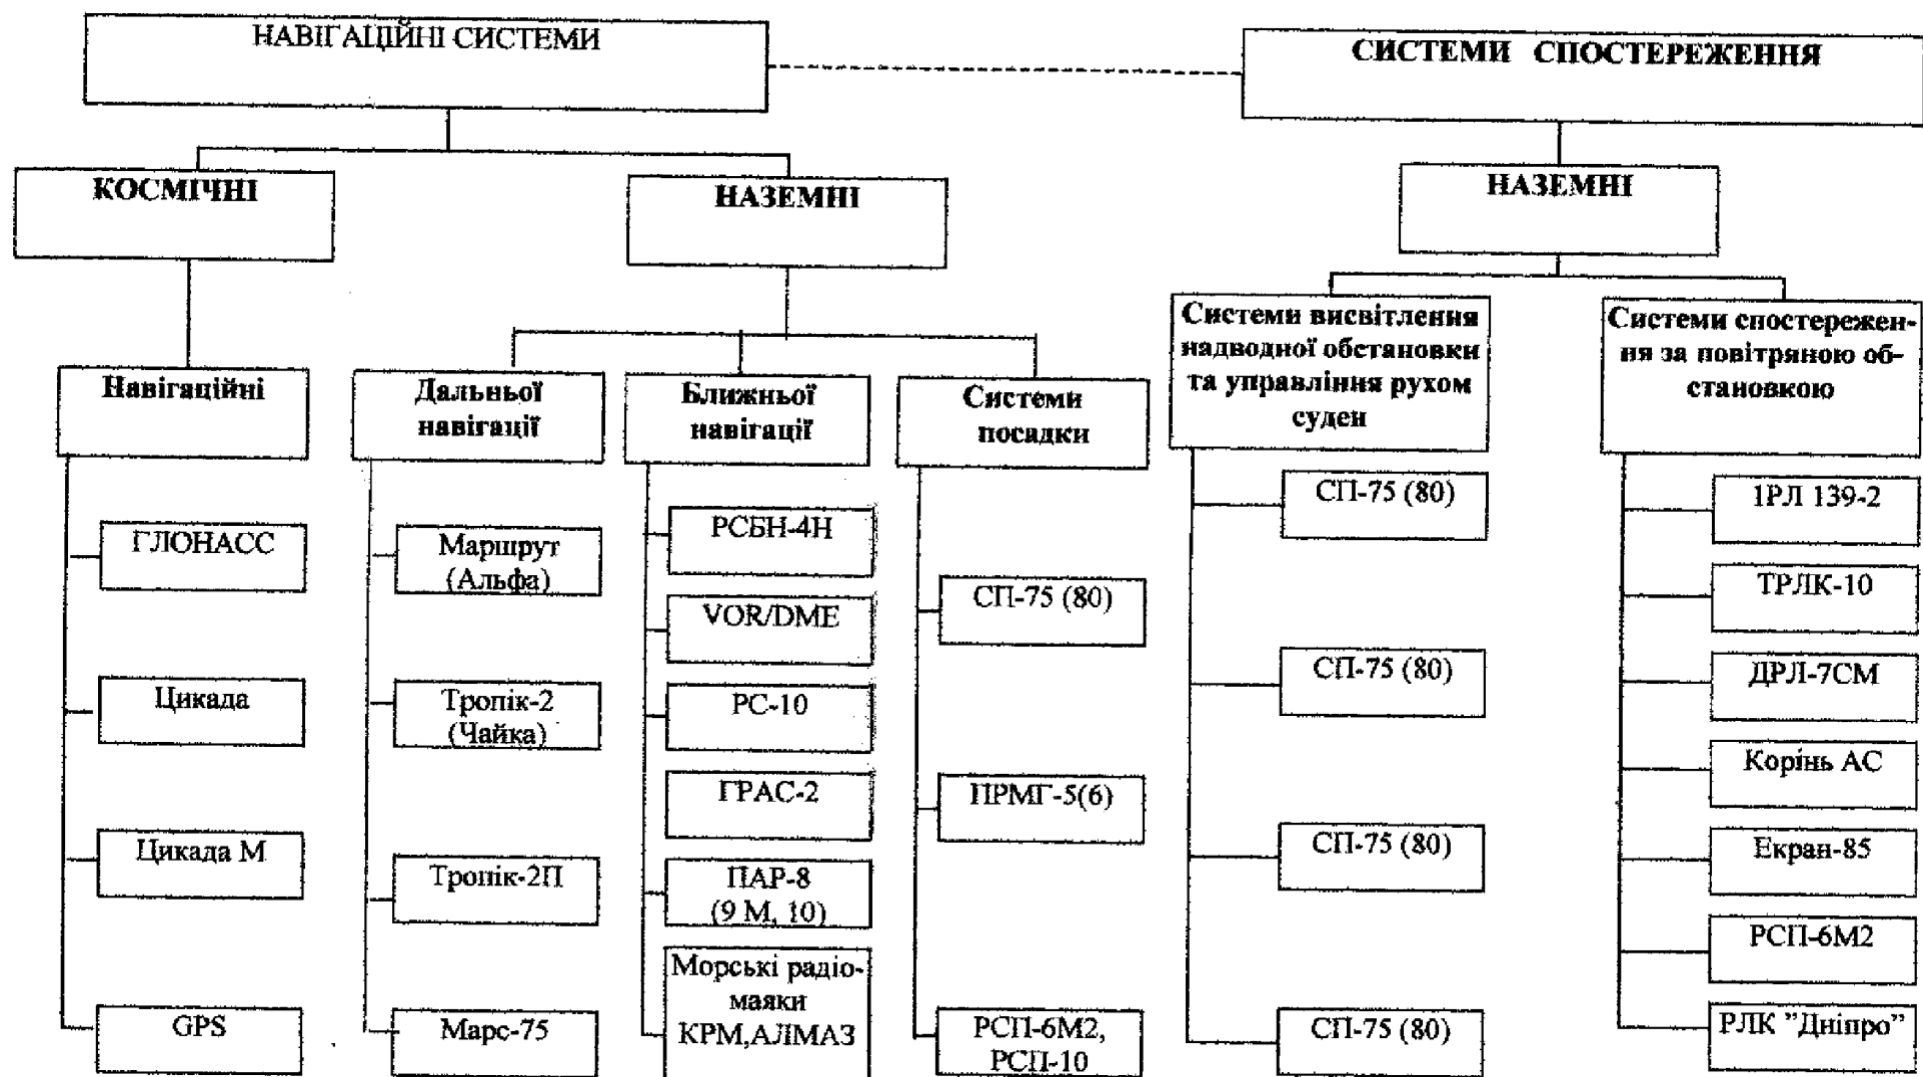 НАВІГАЦІЙНІ СИСТЕМИ
СИСТЕМИ СПОСТЕРЕЖЕННЯ
КОСМІЧНІ
НАЗЕМНІ
НАЗЕМНІ
Навігаційні
Дальньої
навігації
Ближньої
навігації
Системи
посадки
Системи висвітлення
надводної обстановки
та управління рухом
суден
Системи спостережен-
ня за повітряною об-
становкою
ГЛОНАСС
Цикада
Цикада М
GPS
Маршрут
(Альфа)
Тропік-2
(Чайка)
Тропік-2П
Марс-75
РСБН-4Н
VOR/DME
РС-10
ГРАС-2
ПАР-8
(9 М, 10)
Морські радіо-
маяки
КРМ,АЛМАЗ
СП-75 (80)
ПРМГ-5(6)
РСП-6М2,
РСП-10
СП-75 (80)
СП-75 (80)
СП-75 (80)
СП-75 (80)
1РЛ 139-2
ТРЛК-10
ДРЛ-7СМ
Корінь АС
Екран-85
РСП-6М2
РЛК "Дніпро"